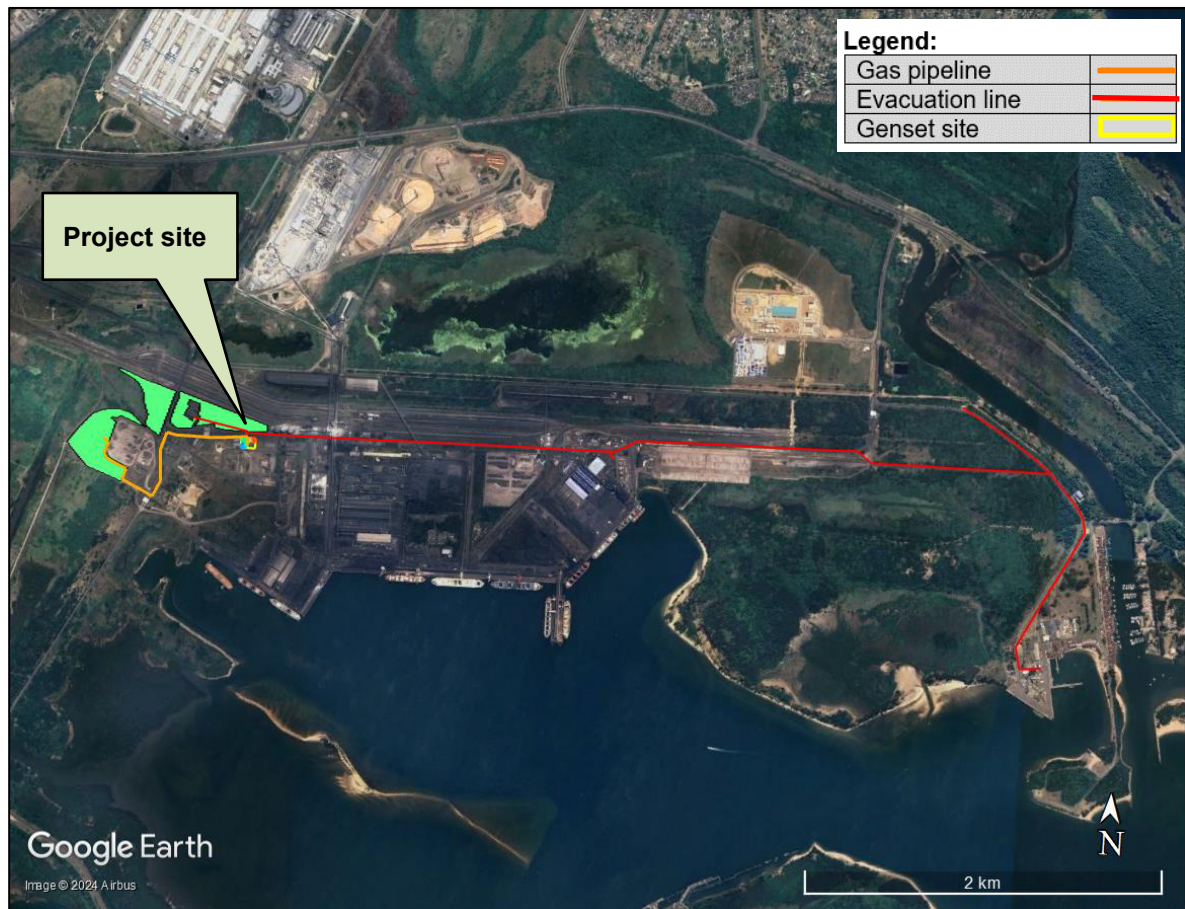 Legend:
Gas pipeline
Evacuation line
Genset site
Project site
N
Google Earth
Image © 2024 Airbus
2 km